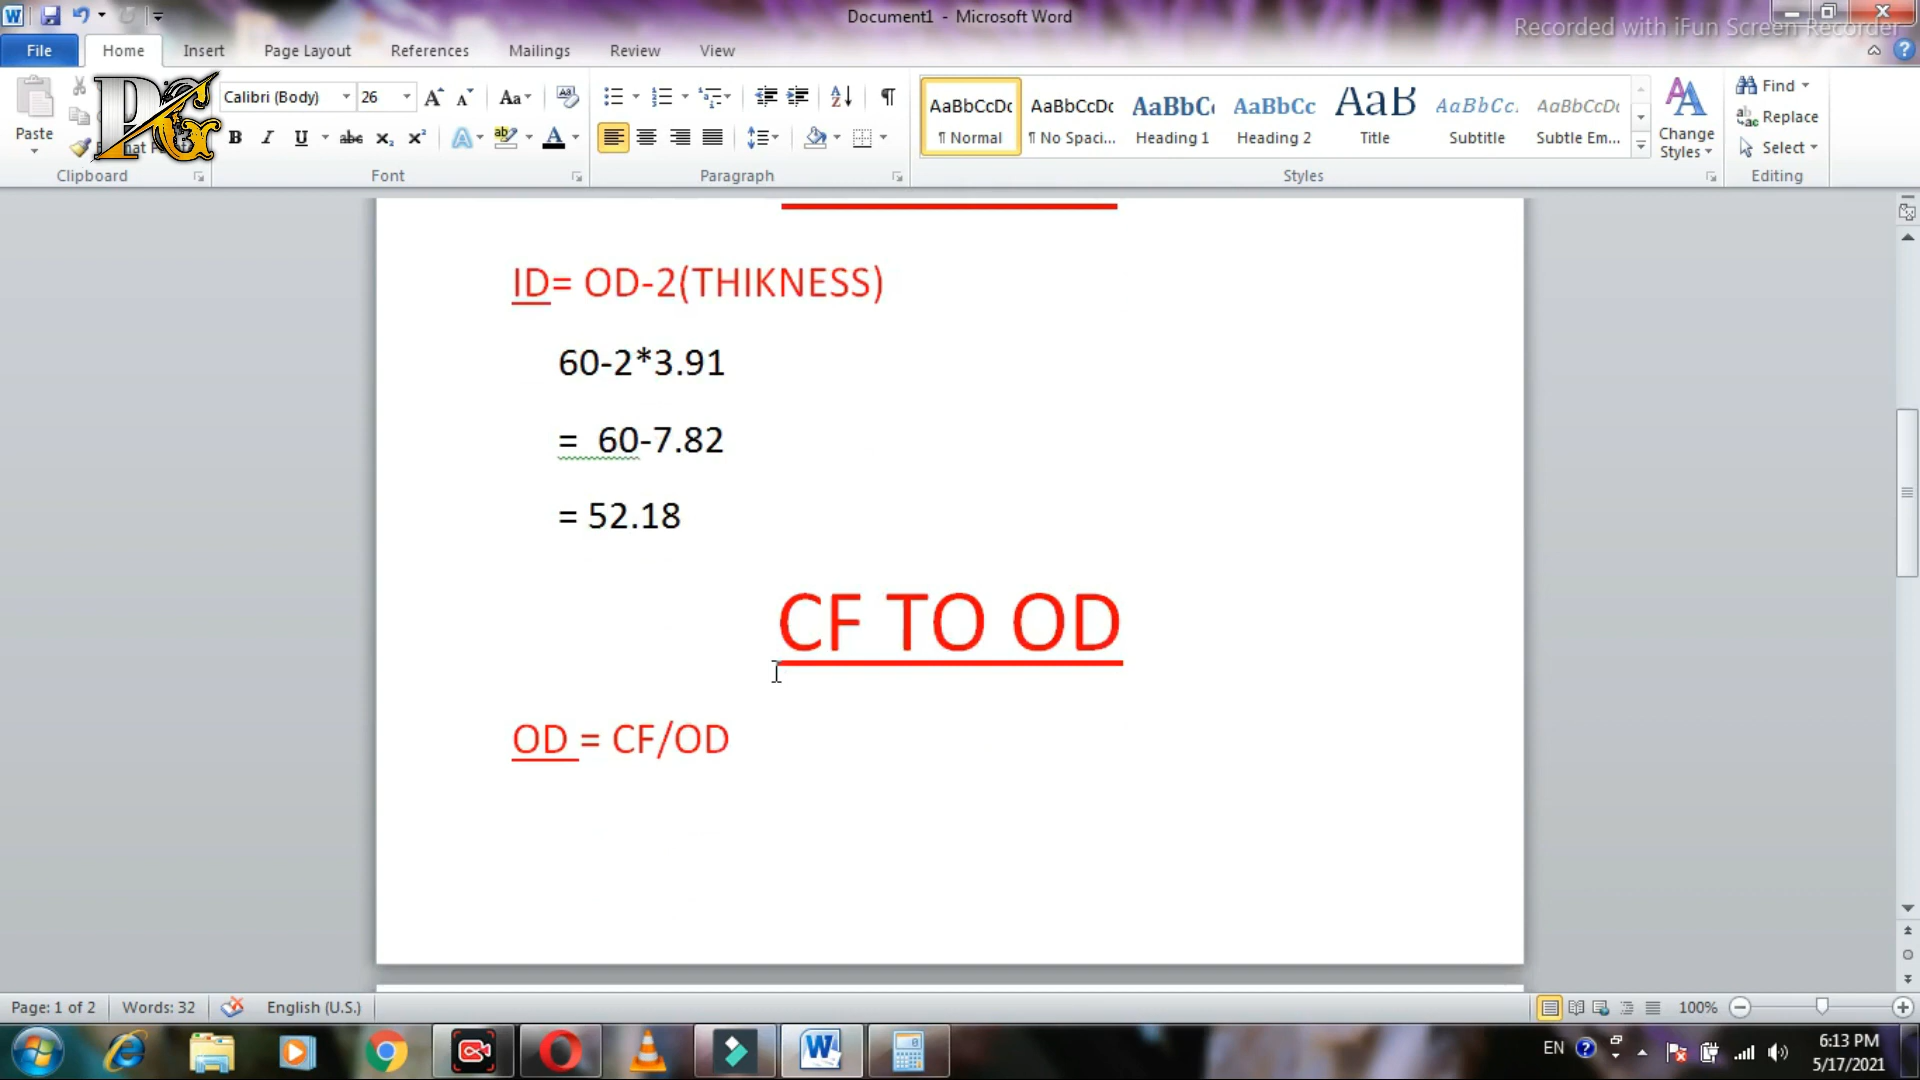 Document1 - Microsoft Word
Recorded with iFun Screen Recorder
File Home Insert Page Layout References Mailings Review View
Paste
Calibri (Body) 26
AaBbCcDc AaBbCcDc AaBbC AaBbCc AaB AaBbCc. AaBbCcDc
¶ Normal ¶ No Spaci... Heading 1 Heading 2 Title Subtitle Subtle Em...
Change Styles
Find
Replace
Select
Clipboard Font Paragraph Styles Editing
ID= OD-2(THIKNESS)
60-2*3.91
= 60-7.82
= 52.18
CF TO OD
OD = CF/OD
Page: 1 of 2 Words: 32 English (U.S.) 100%
EN 6:13 PM
5/17/2021